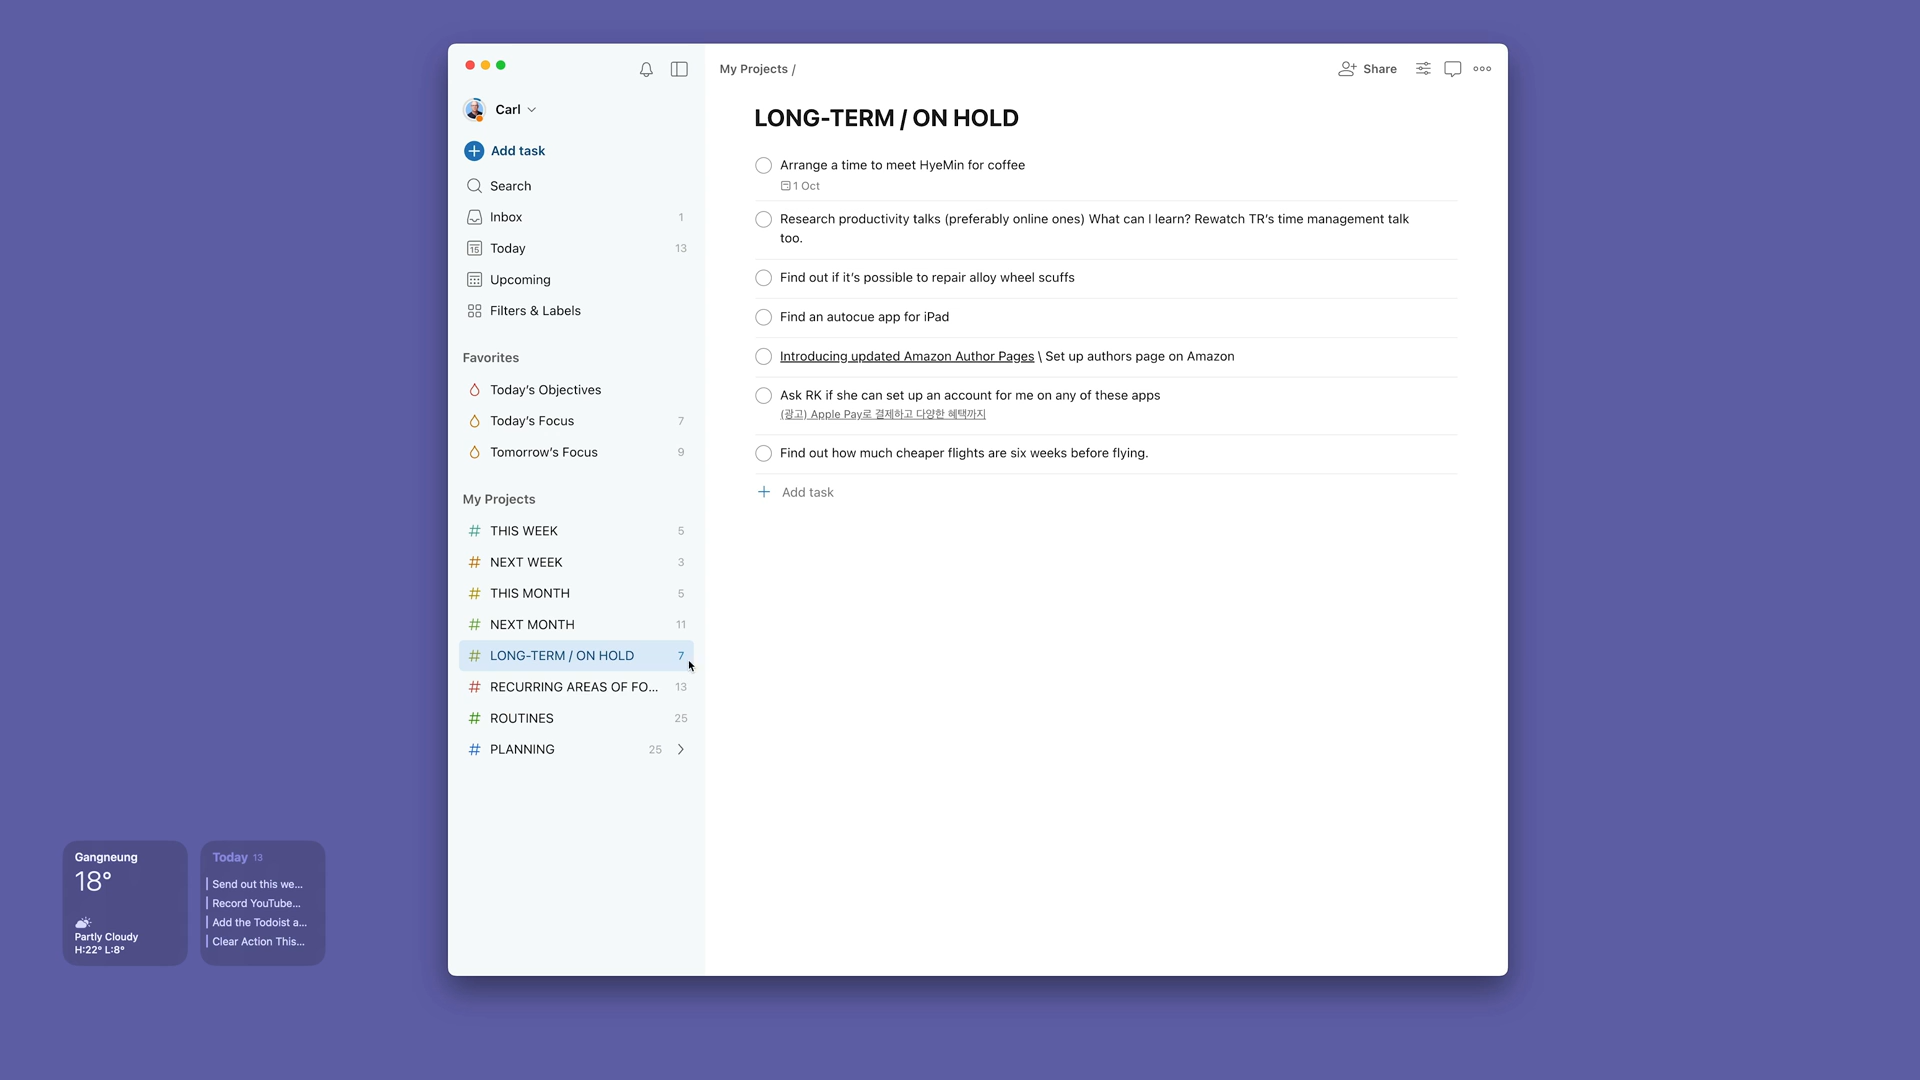 My Projects /
Share
Carl
Add task
Search
Inbox 1
15
Today 13
Upcoming
Filters & Labels
Favorites
Today's Objectives
Today's Focus 7
Tomorrow's Focus 9
My Projects
# THIS WEEK 5
# NEXT WEEK 3
# THIS MONTH 5
# NEXT MONTH 11
# LONG-TERM / ON HOLD 7
# RECURRING AREAS OF FO... 13
# ROUTINES 25
# PLANNING 25
LONG-TERM / ON HOLD
Arrange a time to meet HyeMin for coffee
1 Oct
Research productivity talks (preferably online ones) What can I learn? Rewatch TR's time management talk
too.
Find out if it's possible to repair alloy wheel scuffs
Find an autocue app for iPad
Introducing updated Amazon Author Pages \ Set up authors page on Amazon
Ask RK if she can set up an account for me on any of these apps
(광고) Apple Pay로 결제하고 다양한 혜택까지
Find out how much cheaper flights are six weeks before flying.
+ Add task
Gangneung
18°
Partly Cloudy
H:22° L:8°
Today 13
Send out this we...
Record YouTube...
Add the Todoist a...
Clear Action This...